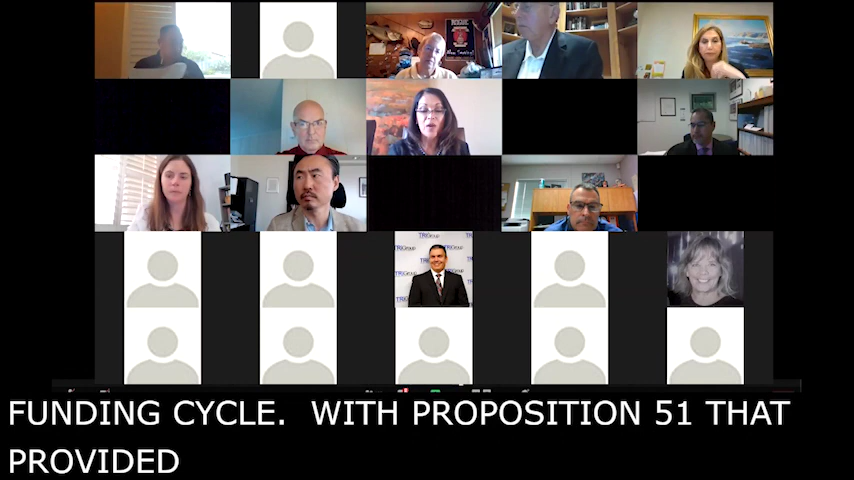 FUNDING CYCLE.  WITH PROPOSITION 51 THAT
PROVIDED